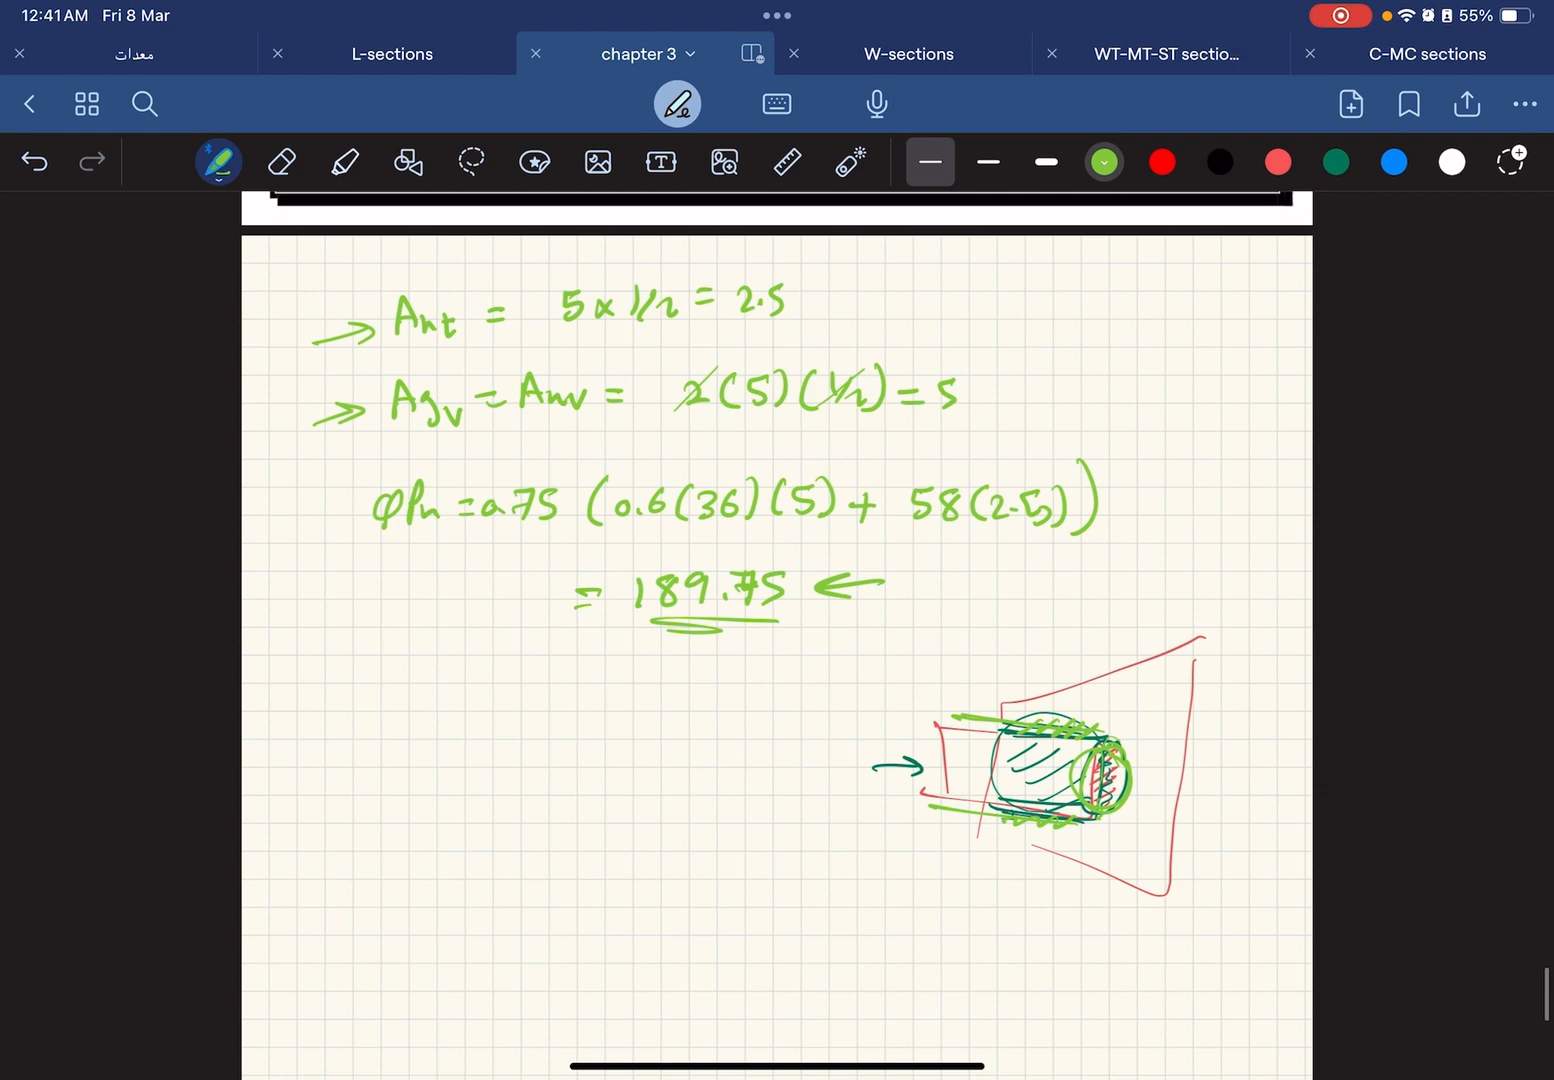 12:41 AM Fri 8 Mar
55%
معدات
L-sections
chapter 3
W-sections
WT-MT-ST sectio...
C-MC sections
→ Ant = 5 x 1/2 = 2.5
→ Agv = Anv = 2(5)(1/2) = 5
φPn = 0.75 (0.6(36)(5) + 58(2.5))
= 189.75 ←